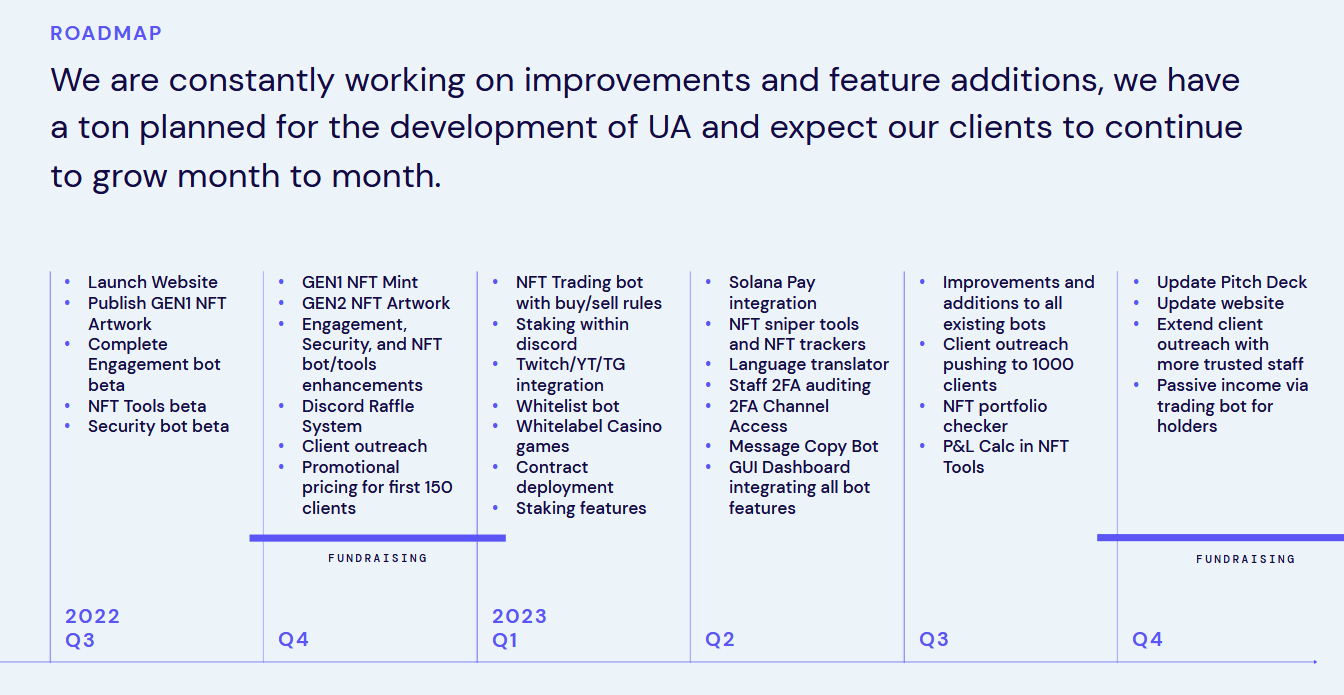 ROADMAP
We are constantly working on improvements and feature additions, we have
a ton planned for the development of UA and expect our clients to continue
to grow month to month.
• Launch Website
• Publish GEN1 NFT
Artwork
• Complete
Engagement bot
beta
• NFT Tools beta
• Security bot beta
2022
Q3
• GEN1 NFT Mint
• GEN2 NFT Artwork
• Engagement,
Security, and NFT
bot/tools
enhancements
• Discord Raffle
System
• Client outreach
• Promotional
pricing for first 150
clients
FUNDRAISING
Q4
• NFT Trading bot
with buy/sell rules
• Staking within
discord
• Twitch/YT/TG
integration
• Whitelist bot
• Whitelabel Casino
games
• Contract
deployment
• Staking features
2023
Q1
• Solana Pay
integration
• NFT sniper tools
and NFT trackers
• Language translator
• Staff 2FA auditing
• 2FA Channel
Access
• Message Copy Bot
• GUI Dashboard
integrating all bot
features
Q2
• Improvements and
additions to all
existing bots
• Client outreach
pushing to 1000
clients
• NFT portfolio
checker
• P&L Calc in NFT
Tools
Q3
• Update Pitch Deck
• Update website
• Extend client
outreach with
more trusted staff
• Passive income via
trading bot for
holders
FUNDRAISING
Q4